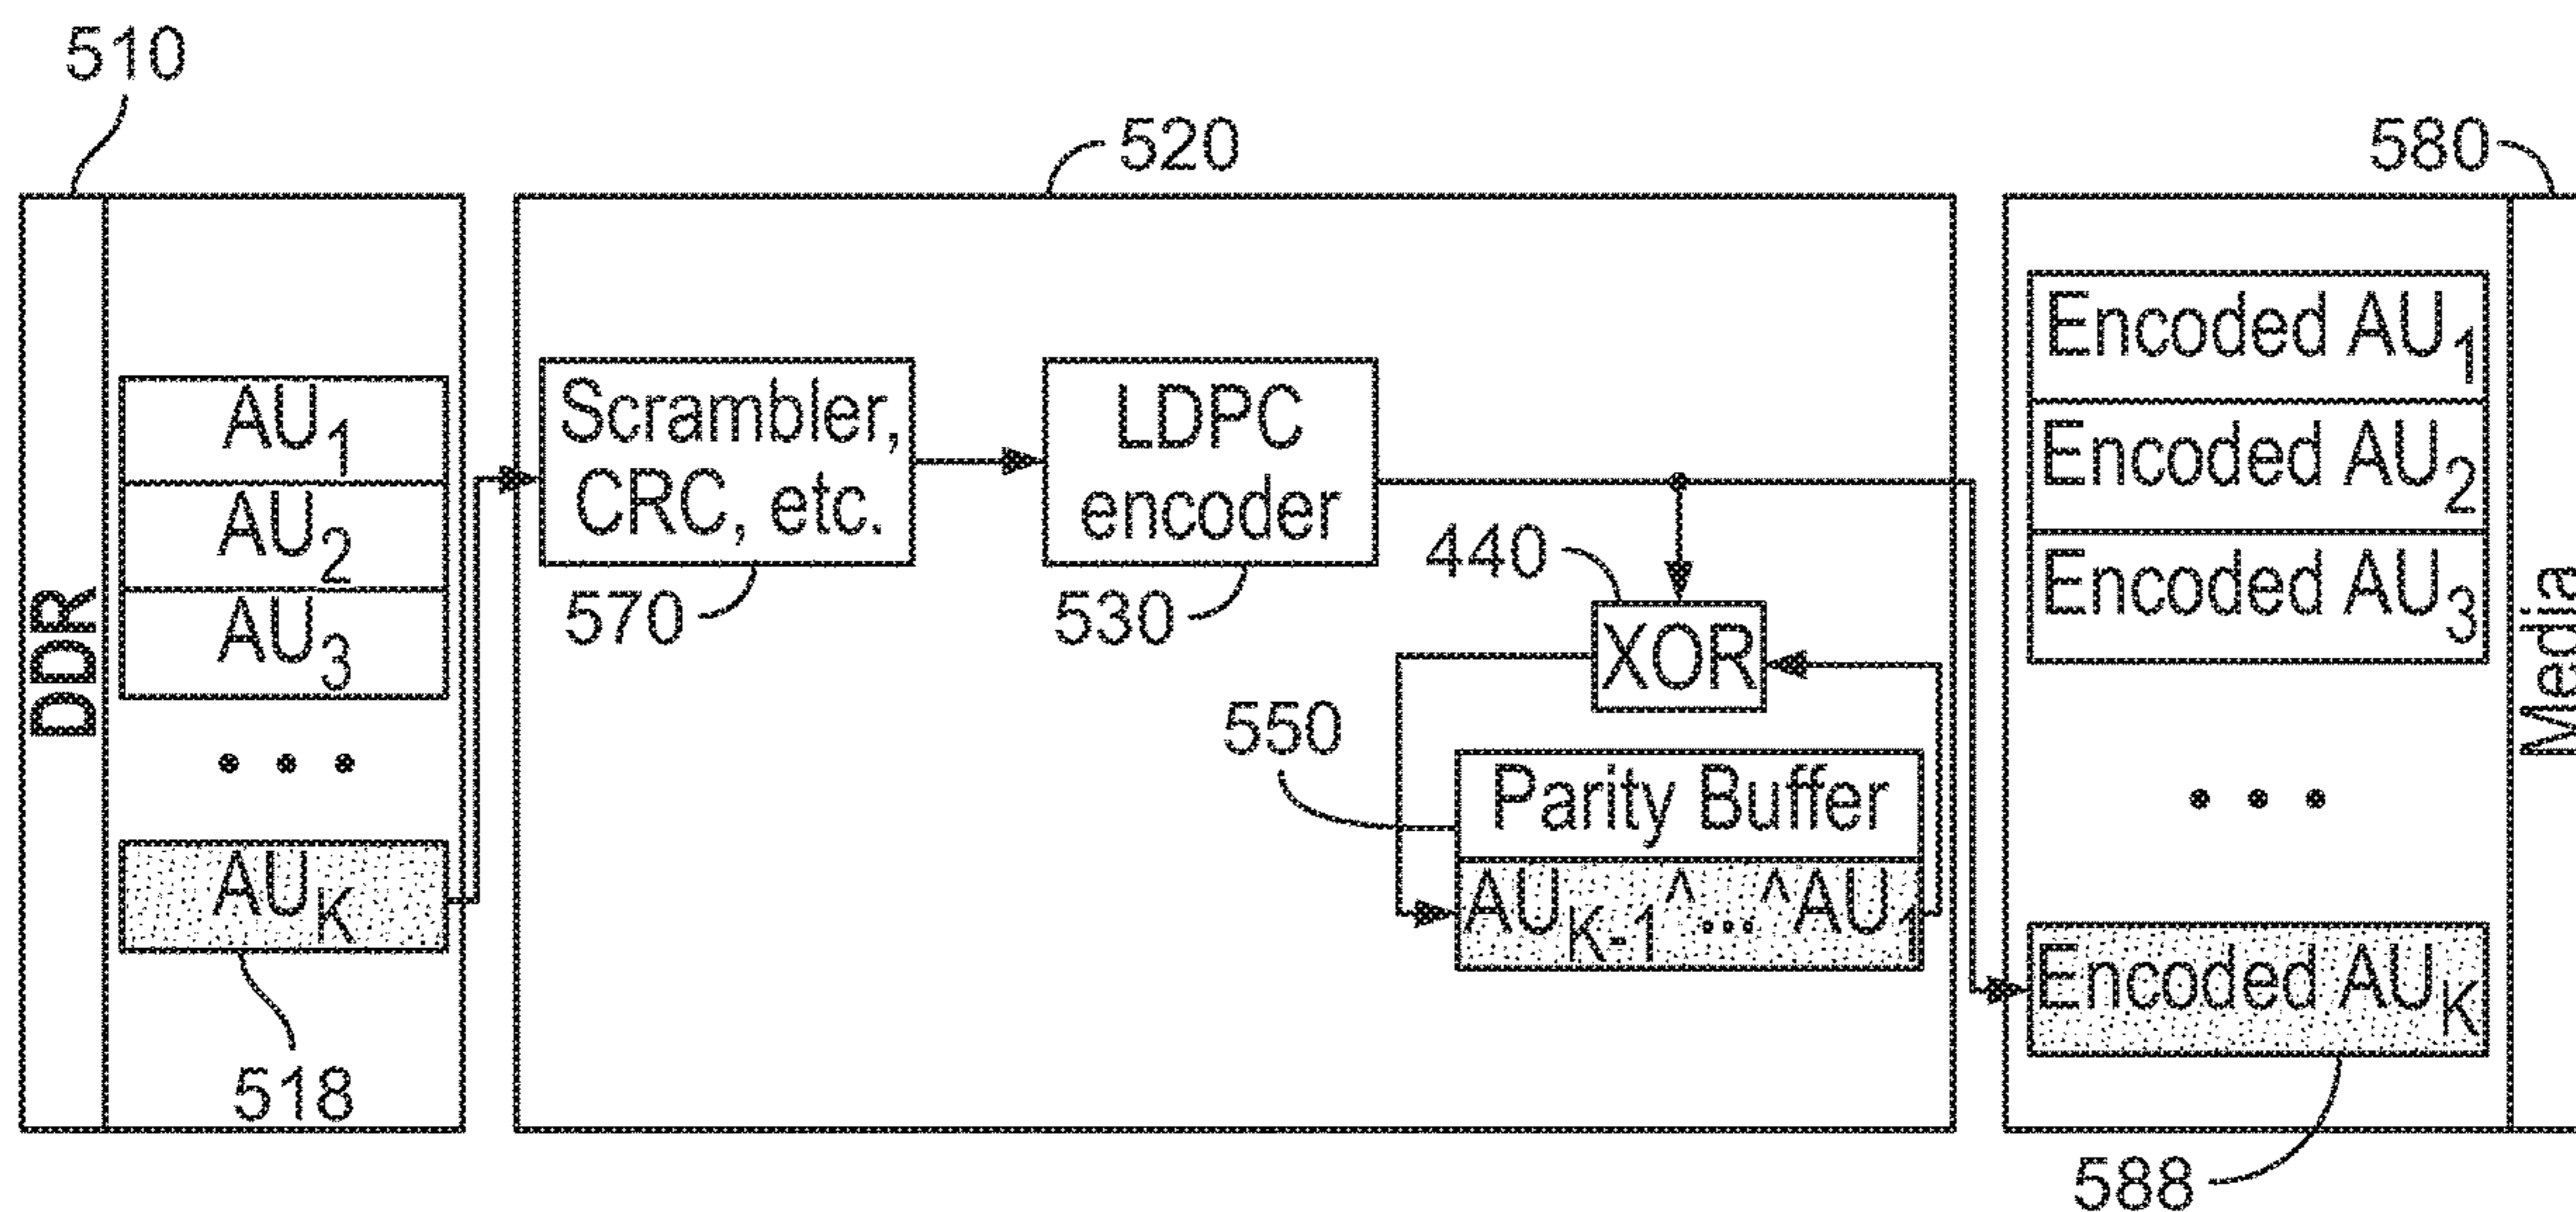 510
520
580
DDR
AU1
AU2
AU3
• • •
AUK
518
Scrambler,
CRC, etc.
570
LDPC
encoder
530
440
XOR
550
Parity Buffer
AUK-1^...^AU1
Encoded AU1
Encoded AU2
Encoded AU3
• • •
Encoded AUK
588
Media